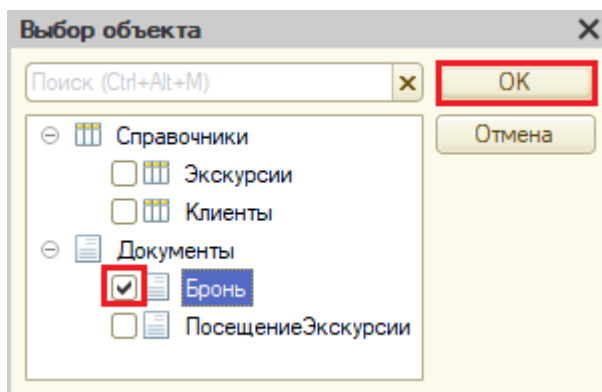 Выбор объекта
Поиск (Ctrl+Alt+M)
OK
Справочники
Отмена
Экскурсии
Клиенты
Документы
Бронь
ПосещениеЭкскурсии